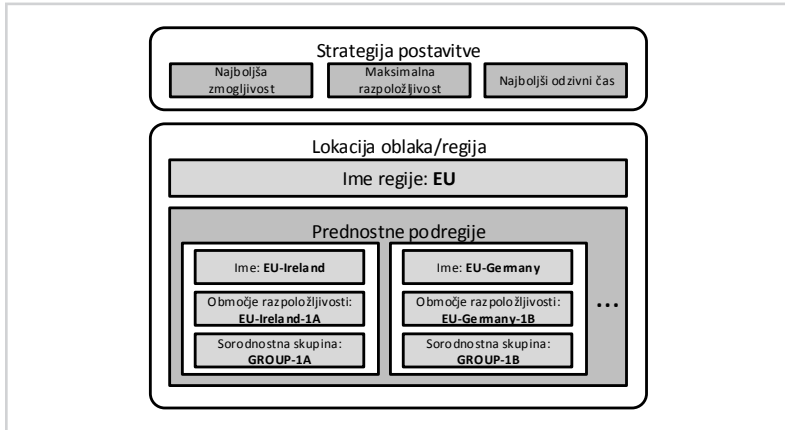 Strategija postavitve
Najboljša
zmogljivost
Maksimalna
razpoložljivost
Najboljši odzivni čas
Lokacija oblaka/regija
Ime regije: EU
Prednostne podregije
Ime: EU-Ireland
Območje razpoložljivosti:
EU-Ireland-1A
Sorodnostna skupina:
GROUP-1A
Ime: EU-Germany
Območje razpoložljivosti:
EU-Germany-1B
Sorodnostna skupina:
GROUP-1B
...